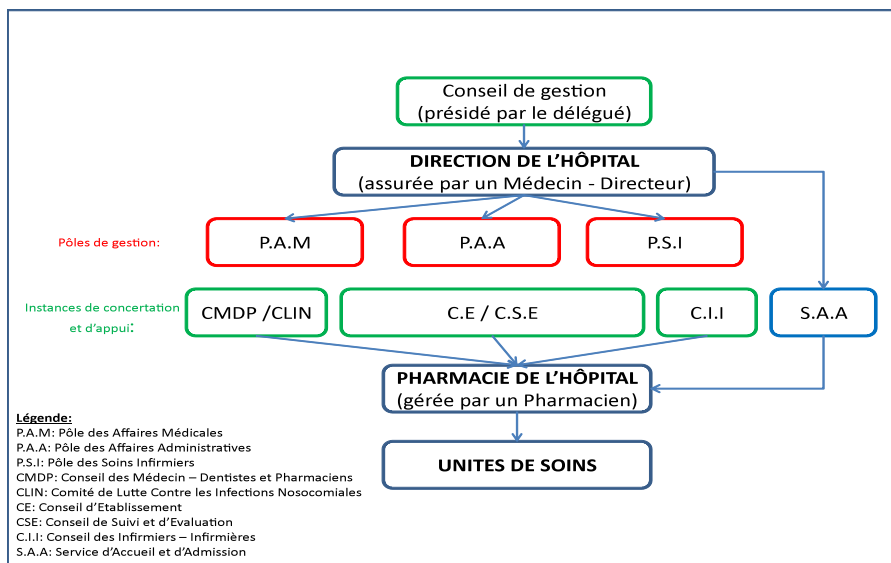 Conseil de gestion
(présidé par le délégué)
DIRECTION DE L’HÔPITAL
(assurée par un Médecin - Directeur)
Pôles de gestion:
P.A.M
P.A.A
P.S.I
Instances de concertation
et d’appui:
CMDP /CLIN
C.E / C.S.E
C.I.I
S.A.A
PHARMACIE DE L’HÔPITAL
(gérée par un Pharmacien)
UNITES DE SOINS
Légende:
P.A.M: Pôle des Affaires Médicales
P.A.A: Pôle des Affaires Administratives
P.S.I: Pôle des Soins Infirmiers
CMDP: Conseil des Médecin – Dentistes et Pharmaciens
CLIN: Comité de Lutte Contre les Infections Nosocomiales
CE: Conseil d’Etablissement
CSE: Conseil de Suivi et d’Evaluation
C.I.I: Conseil des Infirmiers – Infirmières
S.A.A: Service d’Accueil et d’Admission